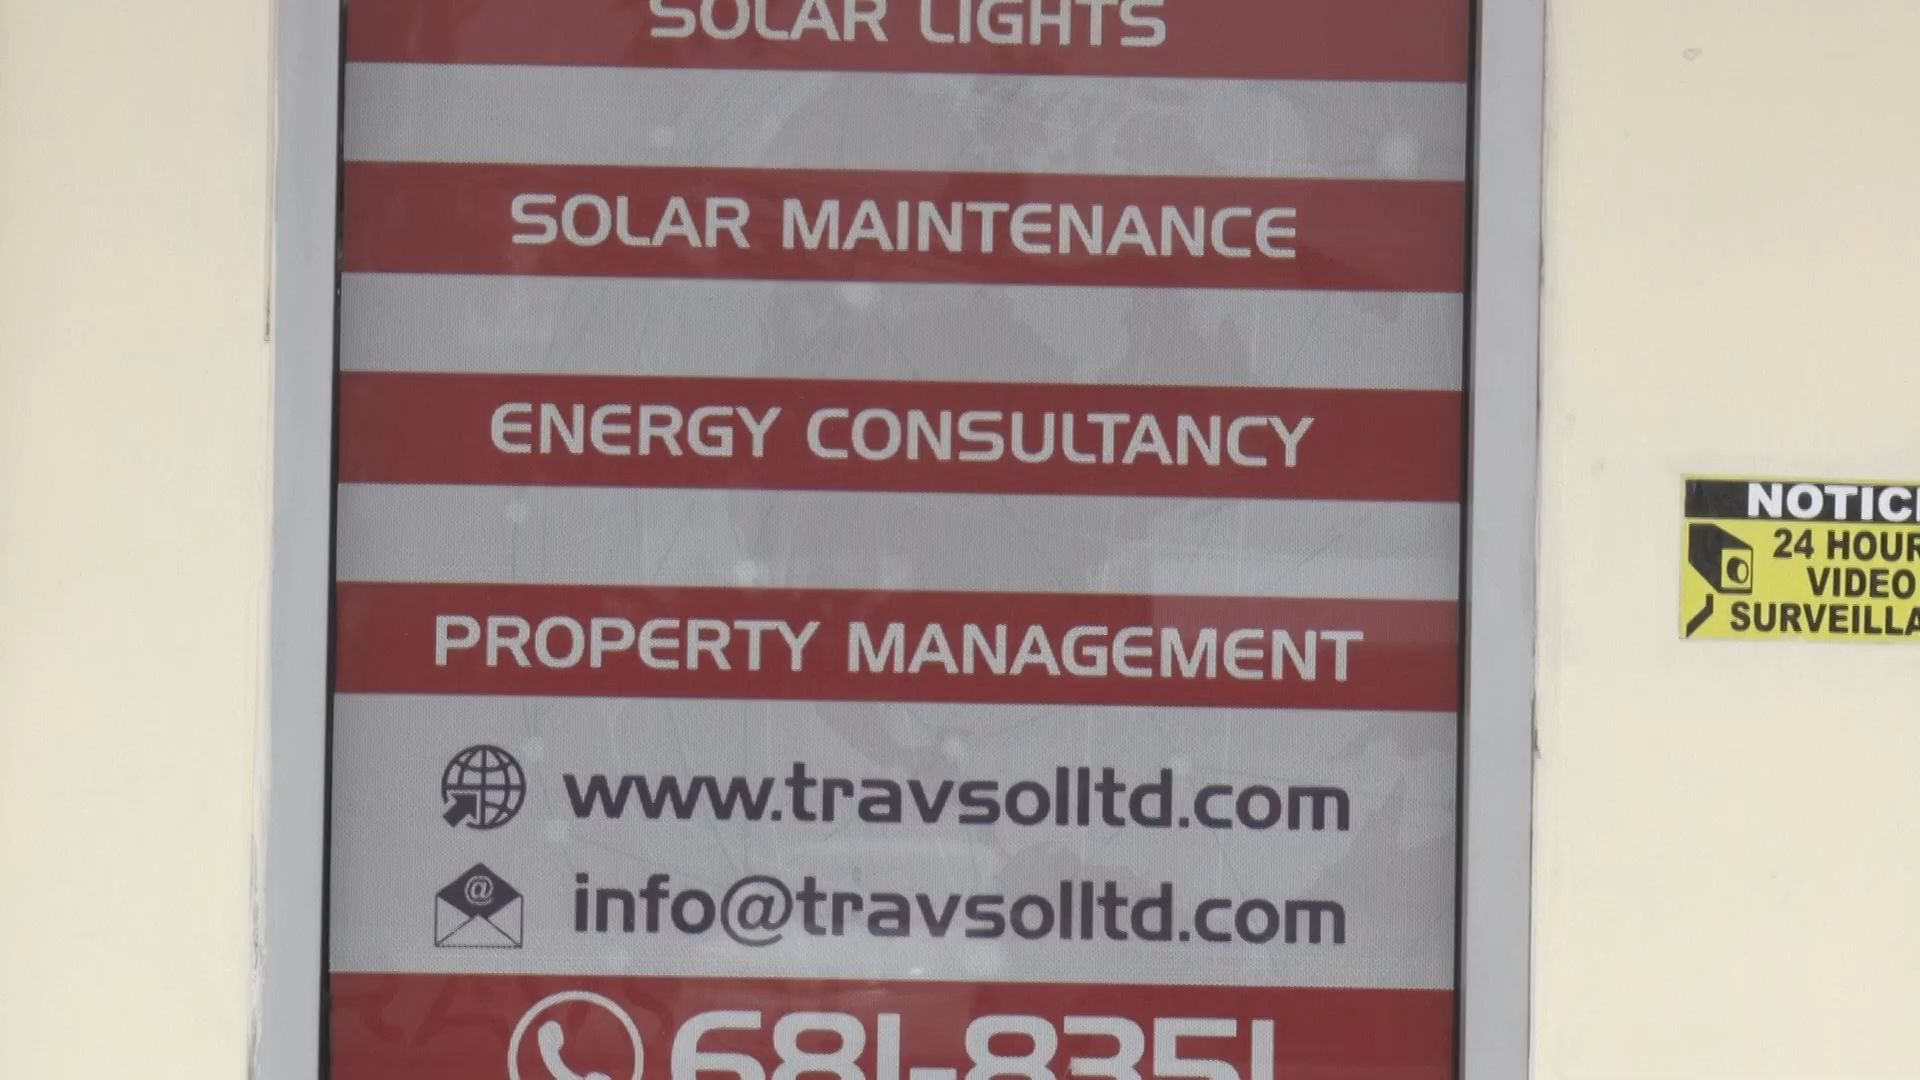 SOLAR LIGHTS
SOLAR MAINTENANCE
ENERGY CONSULTANCY
PROPERTY MANAGEMENT
www.travsolltd.com
@
info@travsolltd.com
681-8351
NOTIC
24 HOUR
VIDEO
SURVEILLA